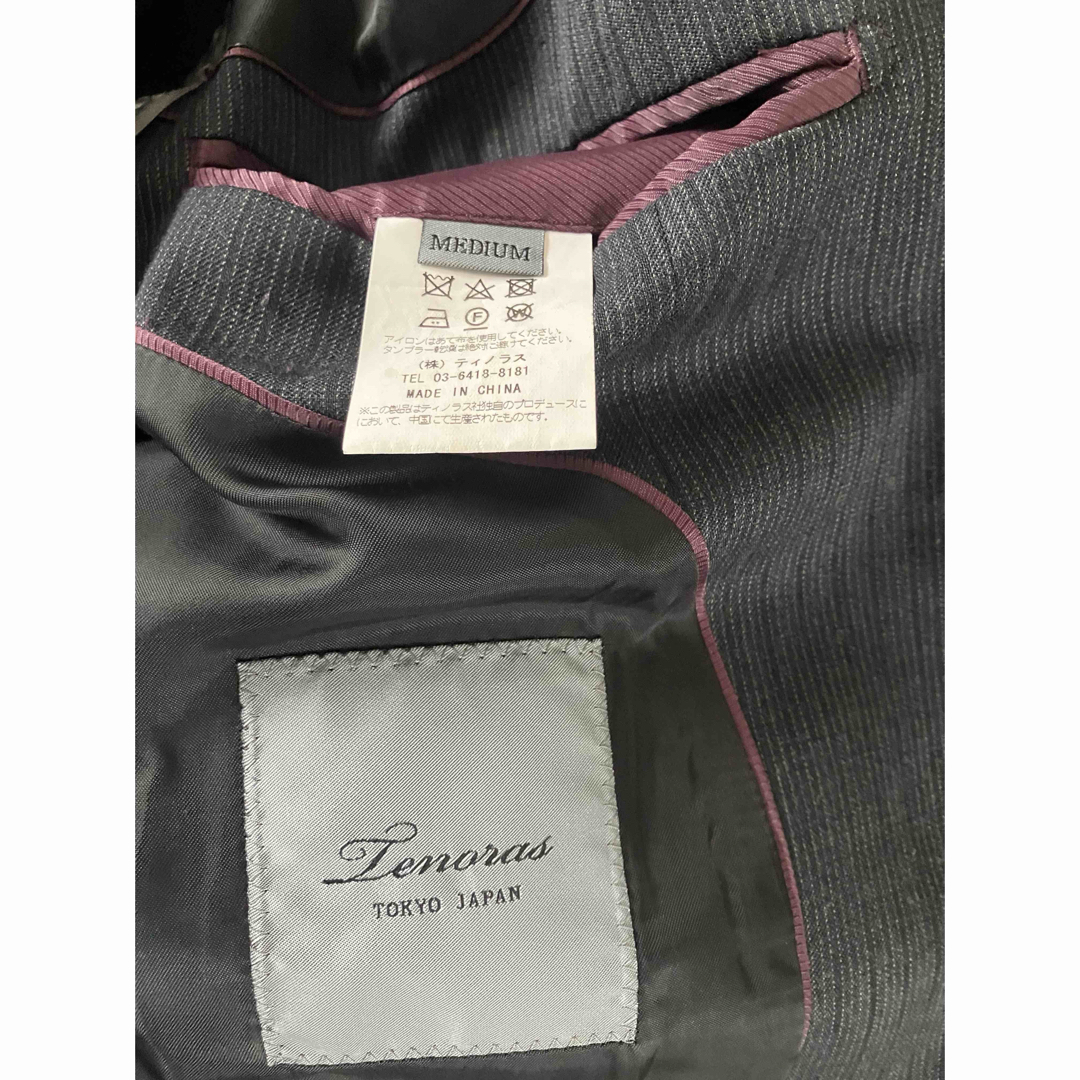 MEDIUM
F
W
アイロンはあて布を使用してください。
タンブラー乾燥は絶対に避けてください。
(株) ティノラス
TEL 03-6418-8181
MADE IN CHINA
※この製品はティノラス社独自のプロデュースに
において、中国にて生産されたものです。
Tenoras
TOKYO JAPAN